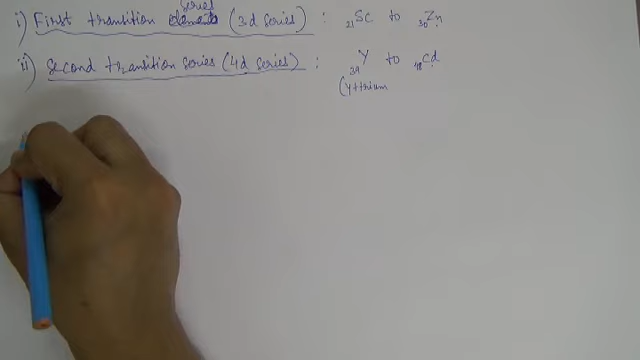 series
i) First transition (3d series) : 21Sc to 30Zn
ii) Second transition series (4d series) : 39Y to 48Cd
(Yttrium